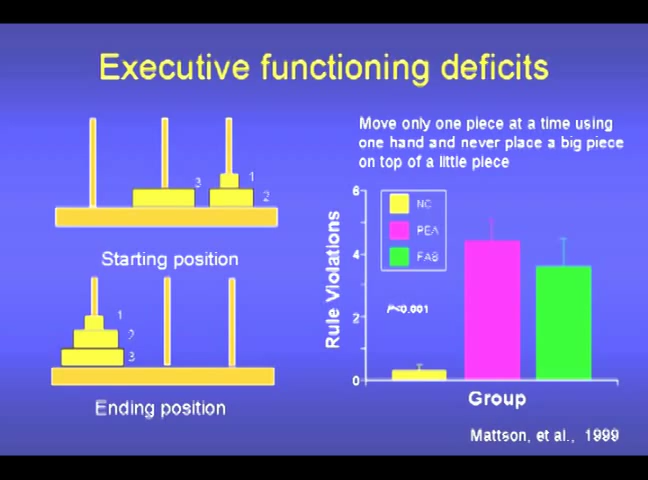 Executive functioning deficits
Move only one piece at a time using
one hand and never place a big piece
on top of a little piece
1
3
2
Starting position
1
2
3
Ending position
6
4
2
0
Rule Violations
NC
PEA
FAS
P<0.001
Group
Mattson, et al., 1999